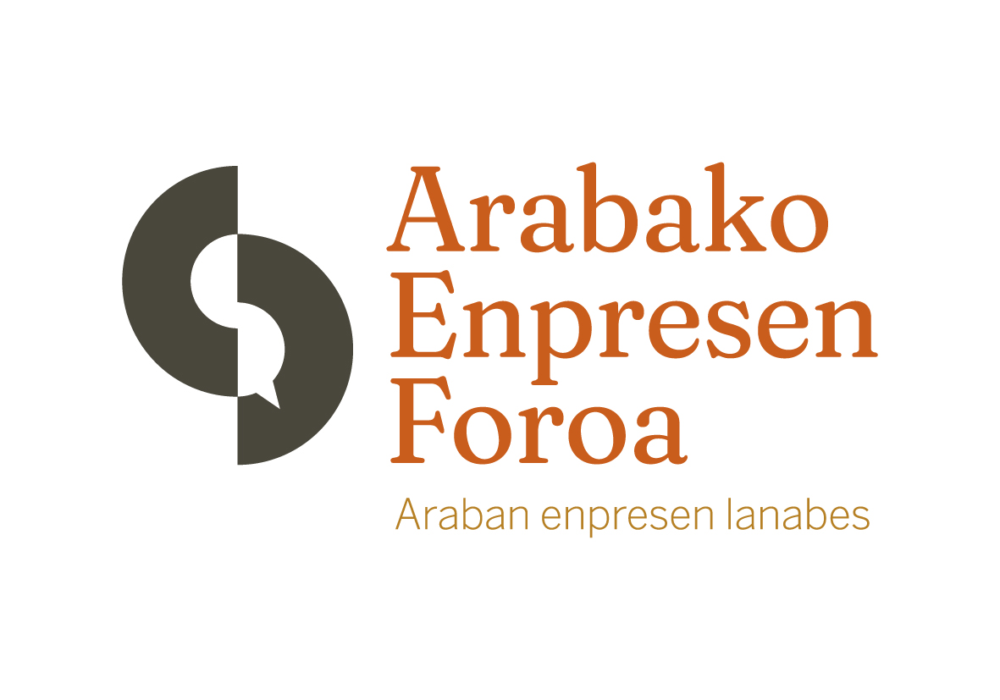 Arabako
Enpresen
Foroa
Araban enpresen lanabes